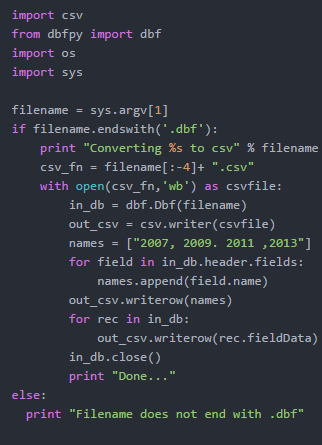 import csv
from dbfpy import dbf
import os
import sys

filename = sys.argv[1]
if filename.endswith('.dbf'):
    print "Converting %s to csv" % filename
    csv_fn = filename[:-4]+ ".csv"
    with open(csv_fn,'wb') as csvfile:
        in_db = dbf.Dbf(filename)
        out_csv = csv.writer(csvfile)
        names = ["2007, 2009. 2011 ,2013"]
        for field in in_db.header.fields:
            names.append(field.name)
        out_csv.writerow(names)
        for rec in in_db:
            out_csv.writerow(rec.fieldData)
        in_db.close()
        print "Done..."
else:
  print "Filename does not end with .dbf"